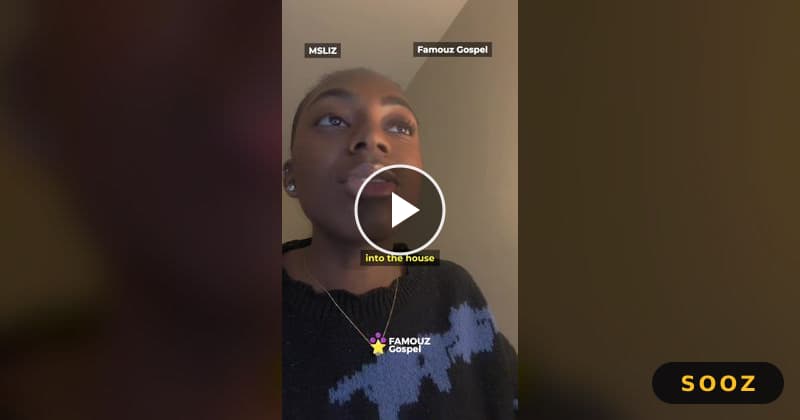 MSLIZ
Famouz Gospel
into the house
FAMOUZ
Gospel
SOOZ